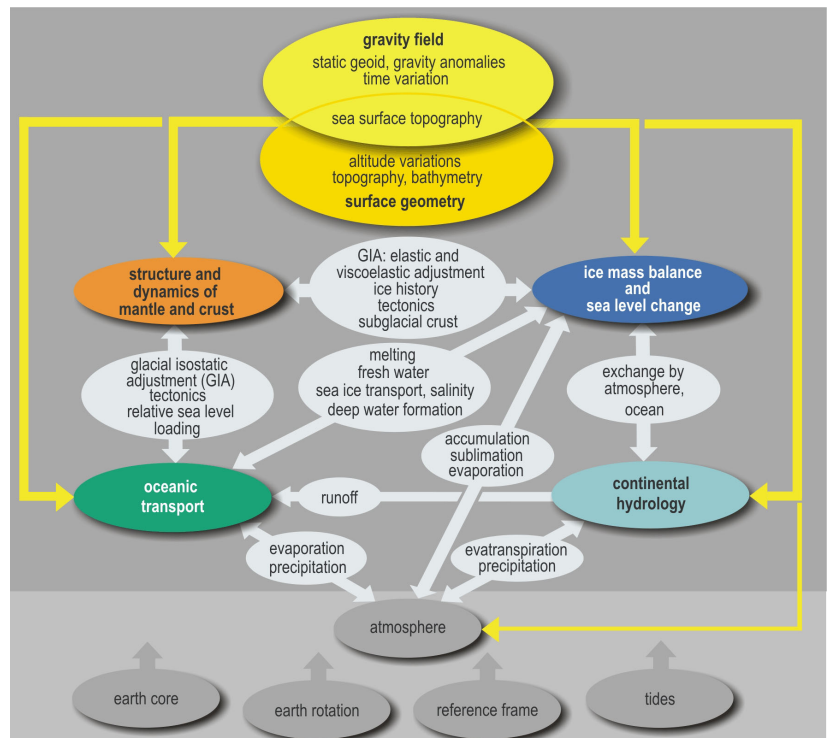 gravity field
static geoid, gravity anomalies
time variation
sea surface topography
altitude variations
topography, bathymetry
surface geometry
structure and
dynamics of
mantle and crust
GIA: elastic and
viscoelastic adjustment
ice history
tectonics
subglacial crust
ice mass balance
and
sea level change
glacial isostatic
adjustment (GIA)
tectonics
relative sea level
loading
melting
fresh water
sea ice transport, salinity
deep water formation
exchange by
atmosphere,
ocean
accumulation
sublimation
evaporation
oceanic
transport
runoff
continental
hydrology
evaporation
precipitation
evatranspiration
precipitation
atmosphere
earth core
earth rotation
reference frame
tides